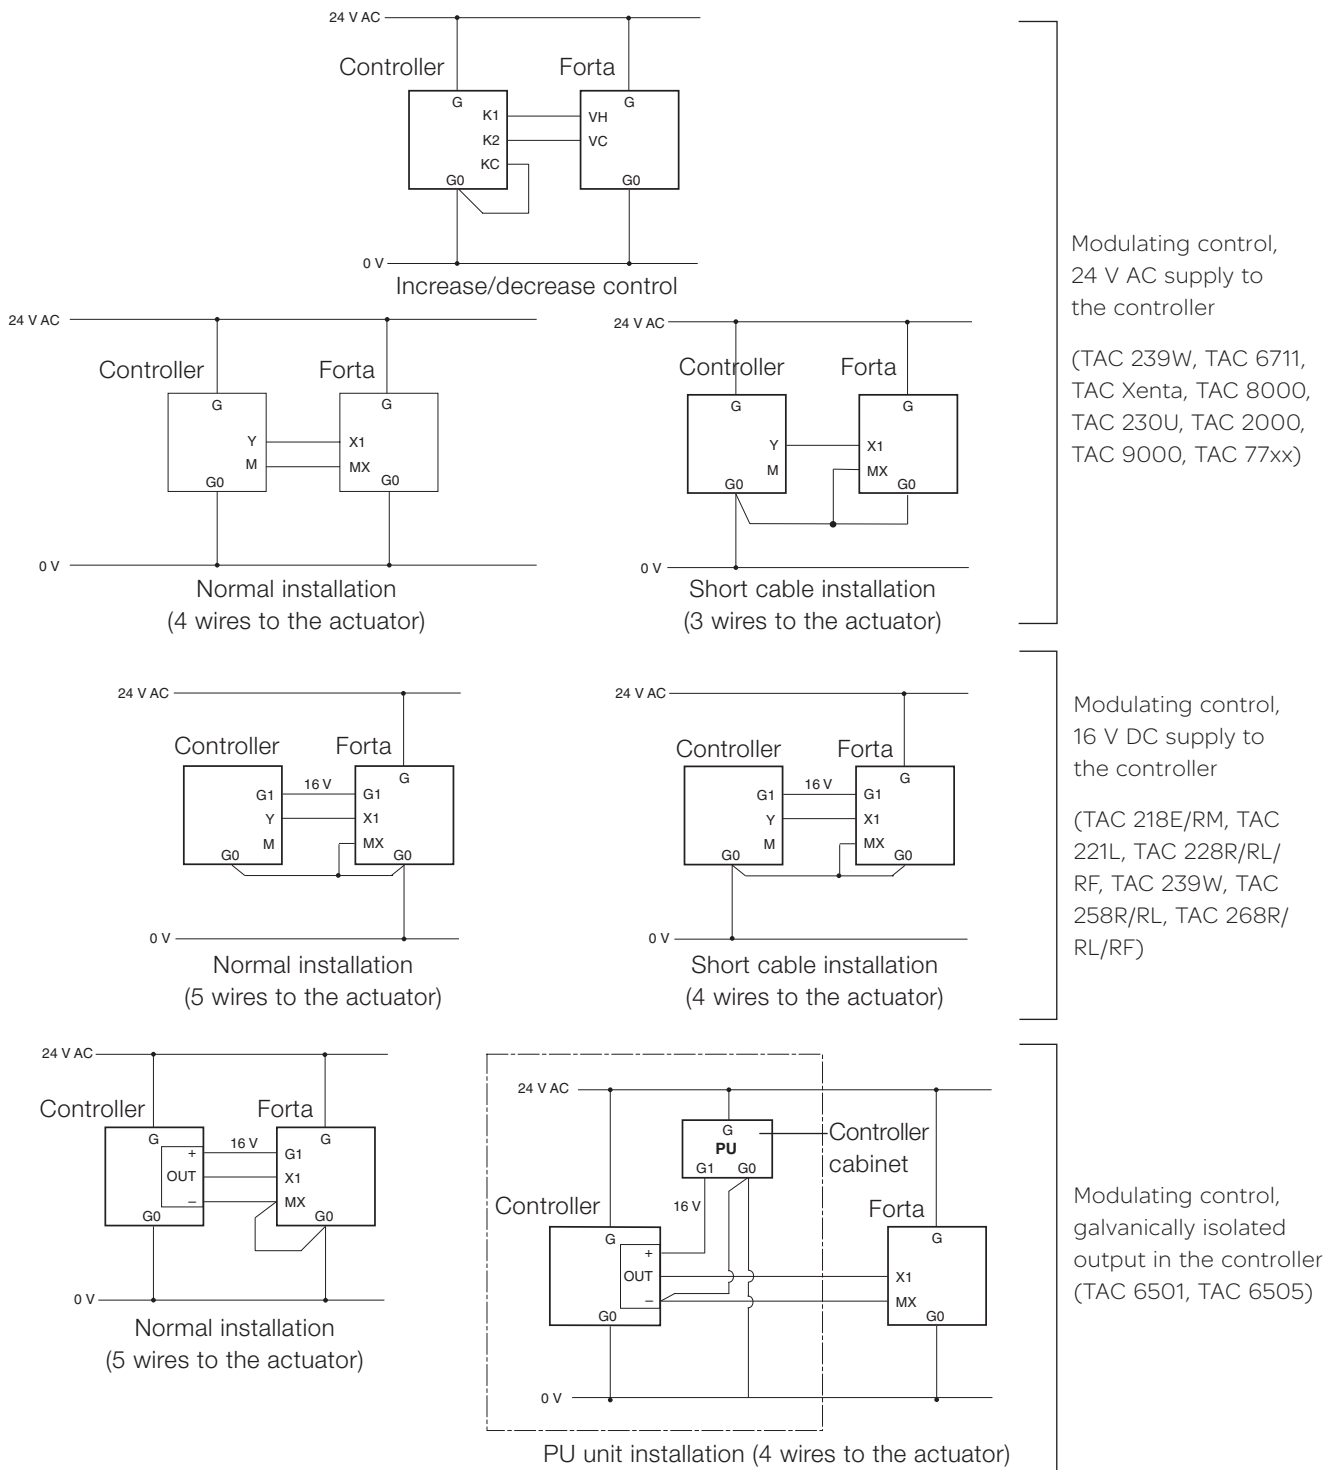 24 V AC
Controller
Forta
G
G
K1
VH
K2
VC
KC
G0
G0
0 V
Increase/decrease control
24 V AC
Controller
Forta
G
G
Y
X1
M
MX
G0
G0
0 V
Normal installation
(4 wires to the actuator)
24 V AC
Controller
Forta
G
G
Y
X1
M
MX
G0
G0
0 V
Short cable installation
(3 wires to the actuator)
Modulating control,
24 V AC supply to
the controller
(TAC 239W, TAC 6711,
TAC Xenta, TAC 8000,
TAC 230U, TAC 2000,
TAC 9000, TAC 77xx)
24 V AC
Controller
Forta
G
G1
16 V
G1
Y
X1
M
MX
G0
G0
0 V
Normal installation
(5 wires to the actuator)
24 V AC
Controller
Forta
G
G1
16 V
G1
Y
X1
M
MX
G0
G0
0 V
Short cable installation
(4 wires to the actuator)
Modulating control,
16 V DC supply to
the controller
(TAC 218E/RM, TAC
221L, TAC 228R/RL/
RF, TAC 239W, TAC
258R/RL, TAC 268R/
RL/RF)
24 V AC
Controller
Forta
G
G
+
16 V
G1
OUT
X1
–
MX
G0
G0
0 V
Normal installation
(5 wires to the actuator)
24 V AC
G
PU
G1 G0
Controller
cabinet
Controller
16 V
Forta
G
G
+
OUT
X1
–
MX
G0
G0
0 V
PU unit installation (4 wires to the actuator)
Modulating control,
galvanically isolated
output in the controller
(TAC 6501, TAC 6505)